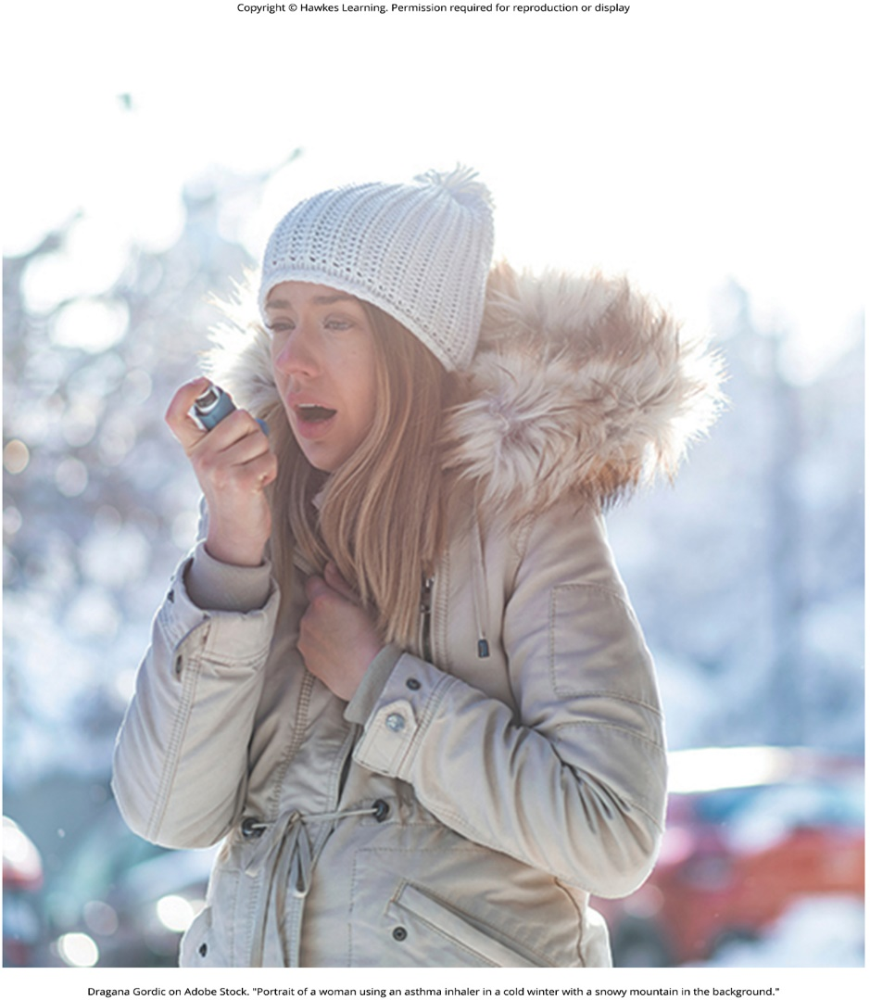 Copyright © Hawkes Learning. Permission required for reproduction or display
Dragana Gordic on Adobe Stock. "Portrait of a woman using an asthma inhaler in a cold winter with a snowy mountain in the background."